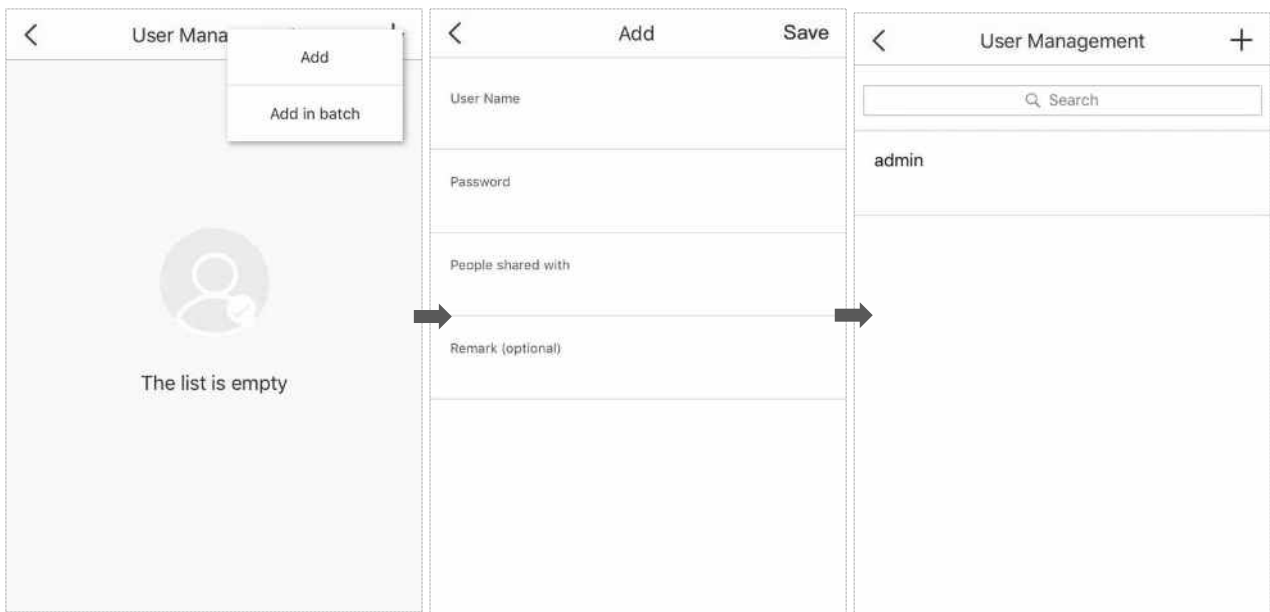 User Mana
Add
Add in batch
The list is empty
Add
Save
User Name
Password
People shared with
Remark (optional)
User Management
Search
admin